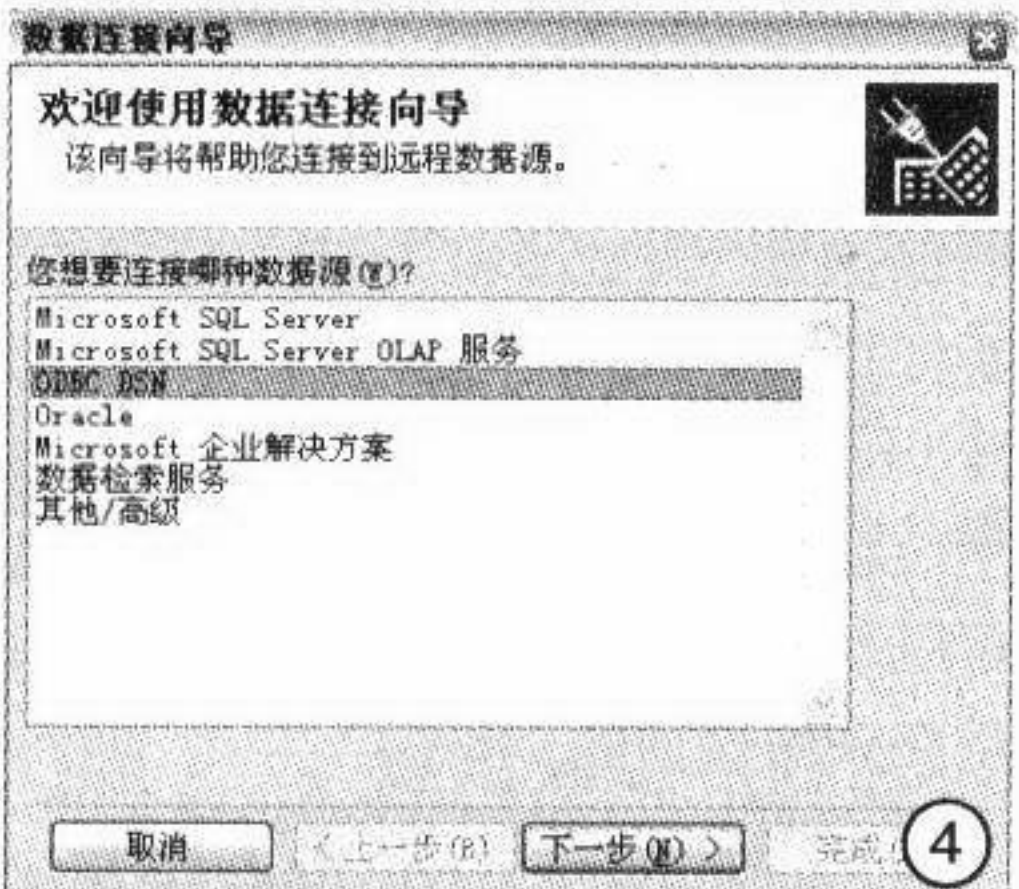 数据连接向导
欢迎使用数据连接向导
该向导将帮助您连接到远程数据源。
您想要连接哪种数据源(W)?
Microsoft SQL Server
Microsoft SQL Server OLAP 服务
ODBC DSN
Oracle
Microsoft 企业解决方案
数据检索服务
其他/高级
取消 < 上一步(B) 下一步(N) > 完成 ④